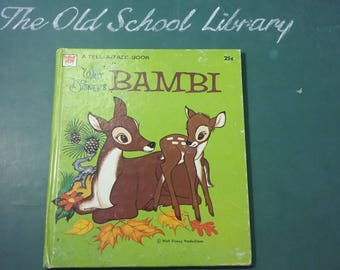 The Old School Library
A TELL-A-TALE BOOK
25¢
Walt
Disney's
BAMBI
© Walt Disney Productions